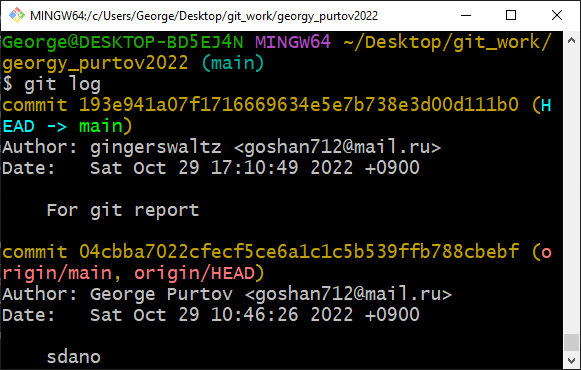 MINGW64:/c/Users/George/Desktop/git_work/georgy_purtov2022
George@DESKTOP-BD5EJ4N MINGW64 ~/Desktop/git_work/
georgy_purtov2022 (main)
$ git log
commit 193e941a07f1716669634e5e7b738e3d00d111b0 (H
EAD -> main)
Author: gingerswaltz <goshan712@mail.ru>
Date:   Sat Oct 29 17:10:49 2022 +0900
    For git report
commit 04cbba7022cfecf5ce6a1c1c5b539ffb788cbebf (o
rigin/main, origin/HEAD)
Author: George Purtov <goshan712@mail.ru>
Date:   Sat Oct 29 10:46:26 2022 +0900
    sdano